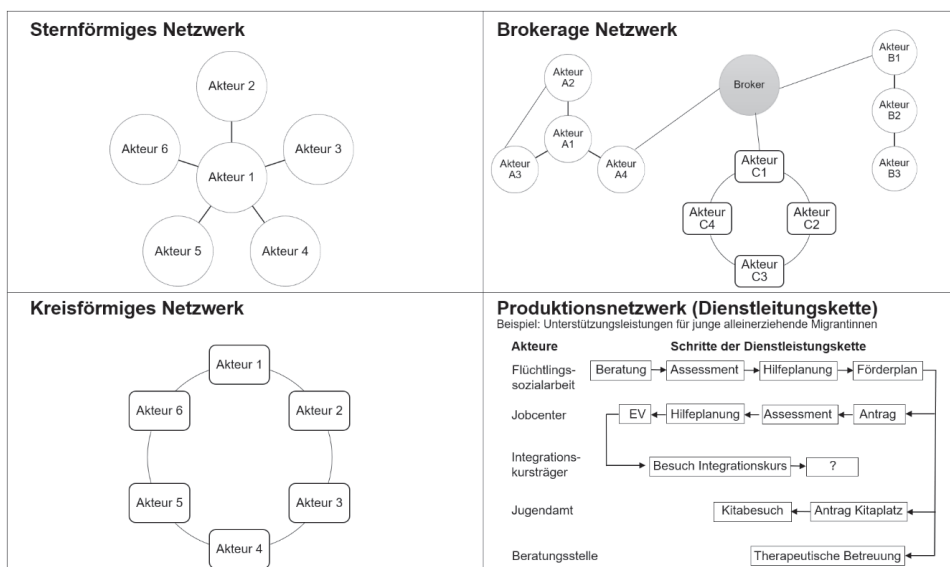 Sternförmiges Netzwerk
Akteur 2
Akteur 6
Akteur 3
Akteur 1
Akteur 5
Akteur 4
Brokerage Netzwerk
Akteur
B1
Akteur
A2
Broker
Akteur
B2
Akteur
A1
Akteur
A3
Akteur
A4
Akteur
B3
Akteur
C1
Akteur
C4
Akteur
C2
Akteur
C3
Kreisförmiges Netzwerk
Akteur 1
Akteur 6
Akteur 2
Akteur 5
Akteur 3
Akteur 4
Produktionsnetzwerk (Dienstleitungskette)
Beispiel: Unterstützungsleistungen für junge alleinerziehende Migrantinnen
Akteure Schritte der Dienstleistungskette
Flüchtlings-
sozialarbeit
Beratung Assessment Hilfeplanung Förderplan
Jobcenter EV Hilfeplanung Assessment Antrag
Integrations-
kursträger
Besuch Integrationskurs ?
Jugendamt Kitabesuch Antrag Kitaplatz
Beratungsstelle Therapeutische Betreuung